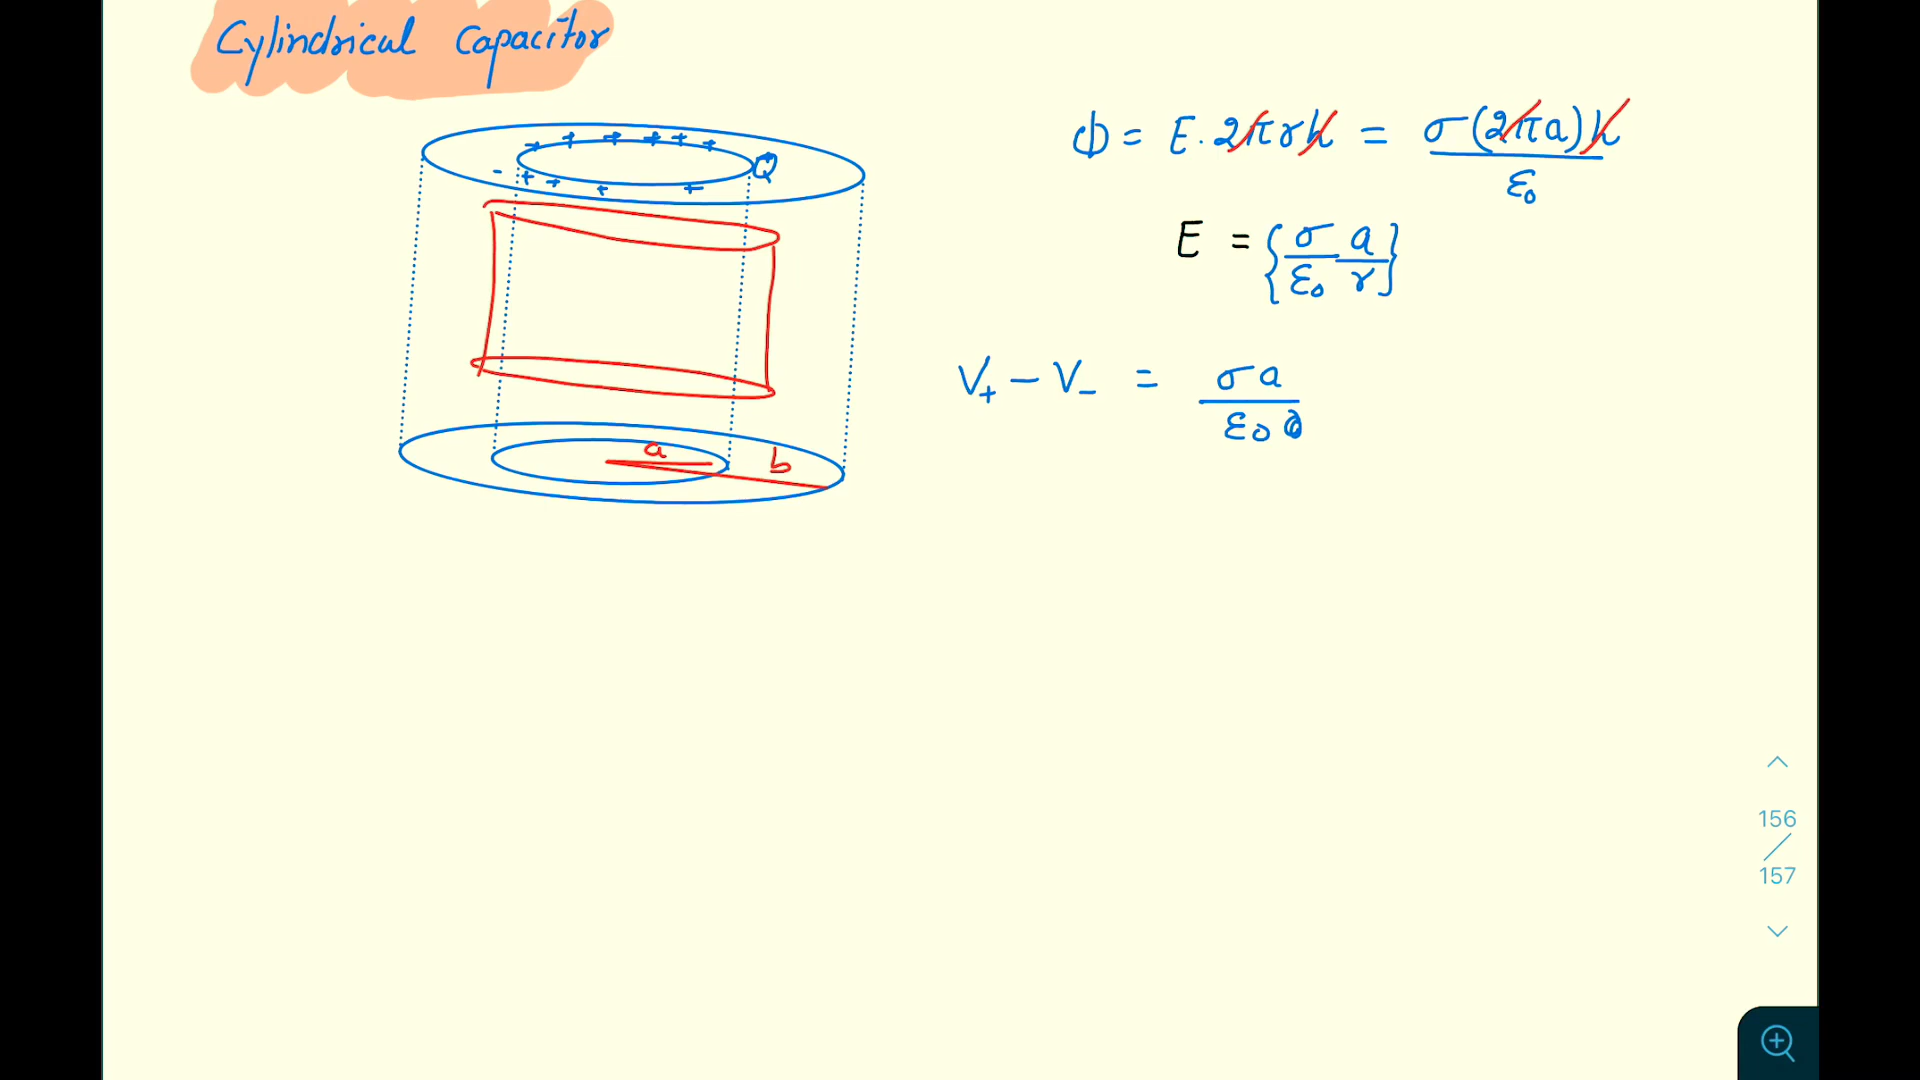 Cylindrical Capacitor
+ + + + + +
Q
- + + + +
a
b
Φ = E . 2πrh = σ(2πa)h / ε₀
E = { σ/ε₀ a/r }
V₊ - V₋ = σa / ε₀
156
/
157